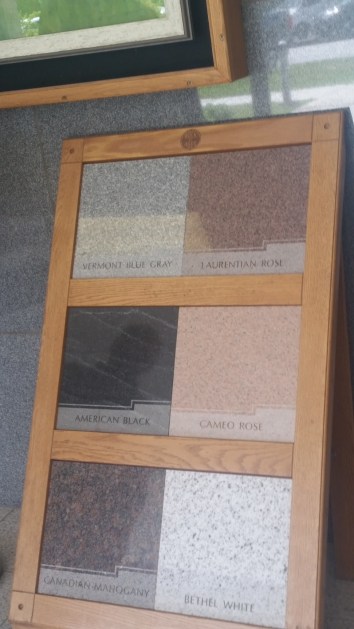 VERMONT BLUE GRAY
LAURENTIAN ROSE
AMERICAN BLACK
CAMEO ROSE
CANADIAN MAHOGANY
BETHEL WHITE